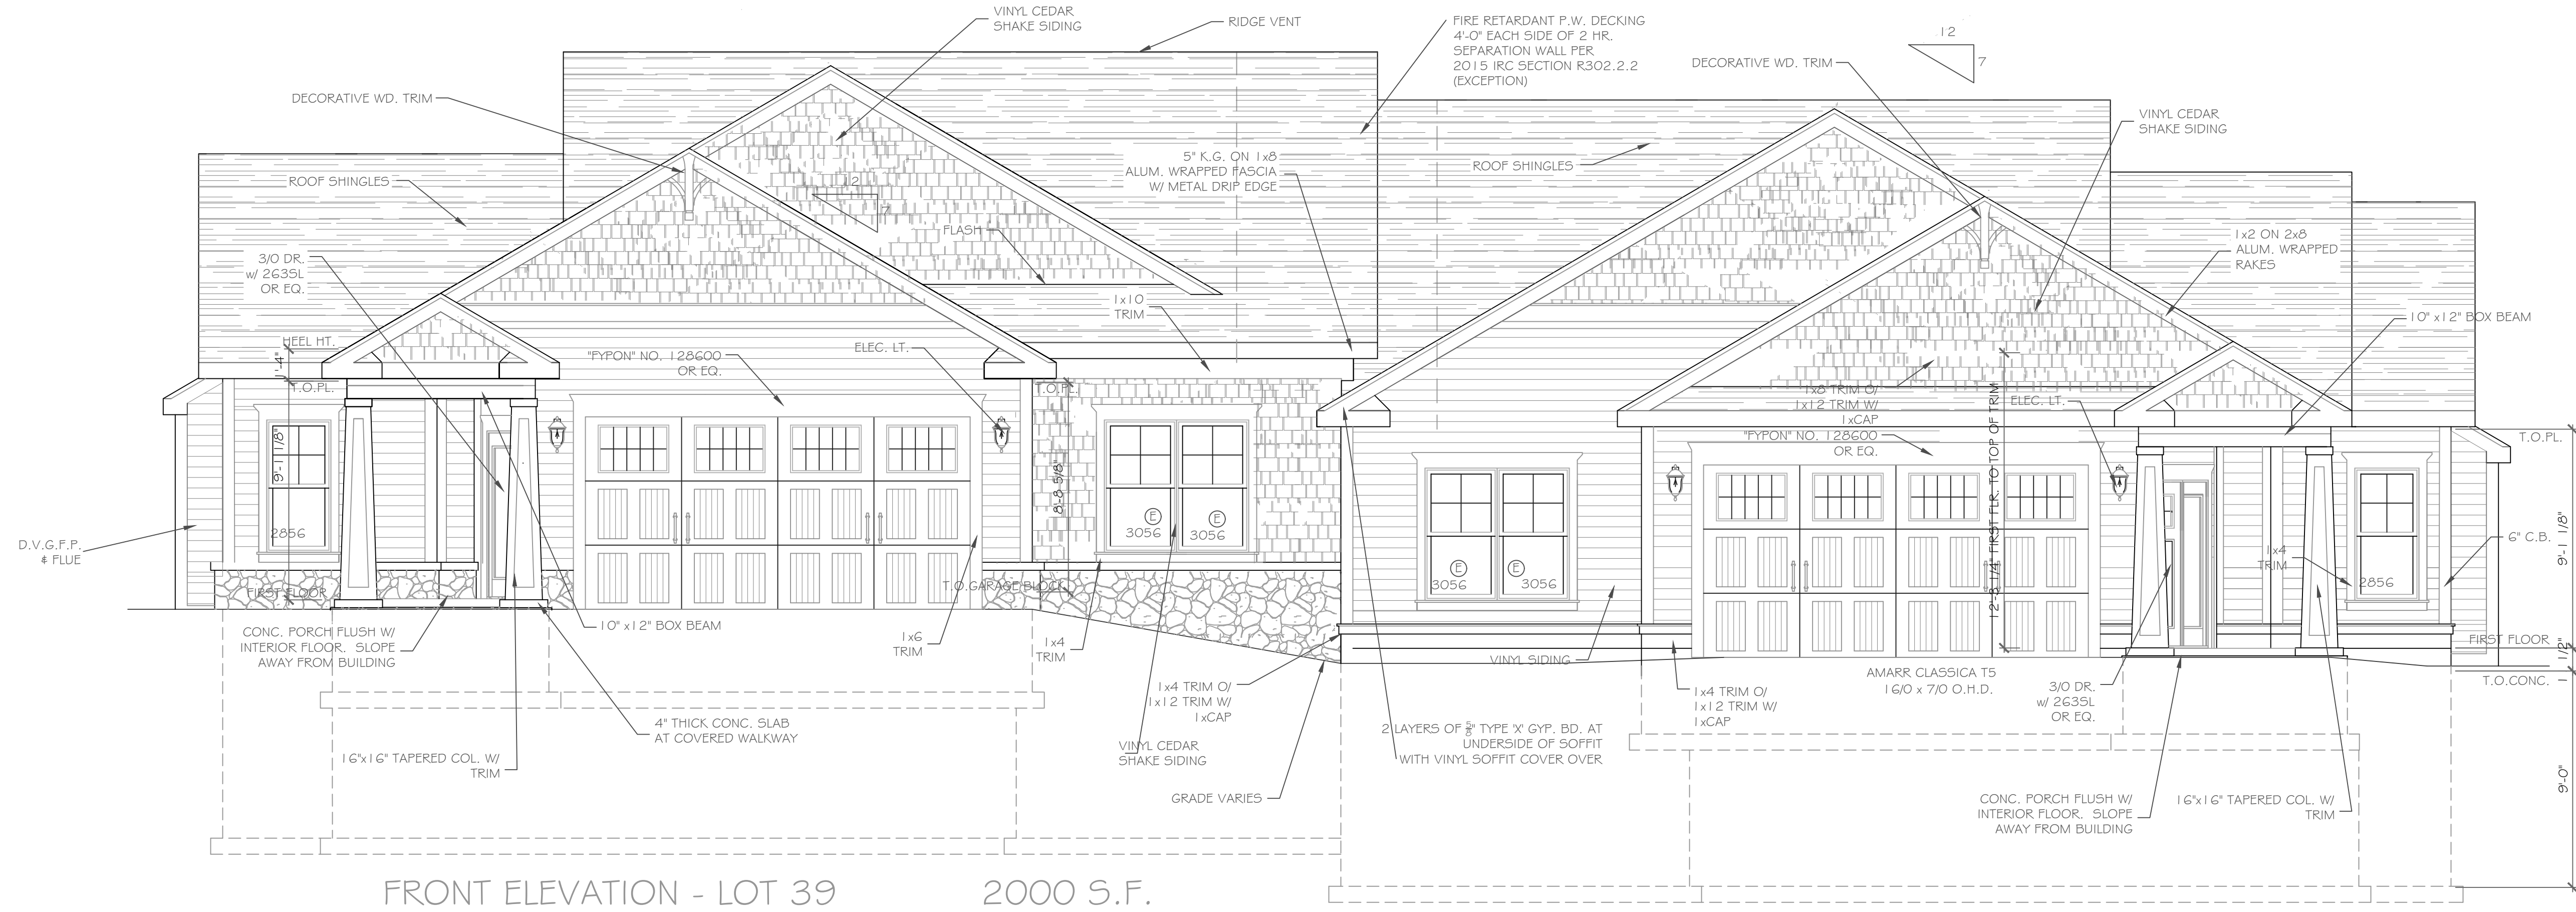 VINYL CEDAR
SHAKE SIDING
RIDGE VENT
FIRE RETARDANT P.W. DECKING
4'-0" EACH SIDE OF 2 HR.
SEPARATION WALL PER
2015 IRC SECTION R302.2.2
(EXCEPTION)
12
7
DECORATIVE WD. TRIM
DECORATIVE WD. TRIM
VINYL CEDAR
SHAKE SIDING
5" K.G. ON 1x8
ALUM. WRAPPED FASCIA
W/ METAL DRIP EDGE
ROOF SHINGLES
ROOF SHINGLES
12
7
FLASH
1x2 ON 2x8
ALUM. WRAPPED
RAKES
3/0 DR.
w/ 263SL
OR EQ.
1x10
TRIM
10" x12" BOX BEAM
HEEL HT.
1'-4"
"FYPON" NO. 128600
OR EQ.
ELEC. LT.
T.O.PL.
T.O.PL.
1x8 TRIM O/
1x12 TRIM W/
1xCAP
ELEC. LT.
"FYPON" NO. 128600
OR EQ.
T.O.PL.
9'-1 1/8"
8'-8 5/8"
12'-3 1/4" FIRST FLR. TO TOP OF TRIM
9'-1 1/8"
2856
E
3056
E
3056
D.V.G.F.P.
& FLUE
6" C.B.
1x4
TRIM
2856
E
3056
E
3056
FIRST FLOOR
T.O.GARAGE BLOCK
10" x12" BOX BEAM
CONC. PORCH FLUSH W/
INTERIOR FLOOR. SLOPE
AWAY FROM BUILDING
1x6
TRIM
1x4
TRIM
VINYL SIDING
FIRST FLOOR
1 1/2"
T.O.CONC.
AMARR CLASSICA T5
16/0 x 7/0 O.H.D.
1x4 TRIM O/
1x12 TRIM W/
1xCAP
1x4 TRIM O/
1x12 TRIM W/
1xCAP
3/0 DR.
w/ 263SL
OR EQ.
4" THICK CONC. SLAB
AT COVERED WALKWAY
2 LAYERS OF 5/8" TYPE 'X' GYP. BD. AT
UNDERSIDE OF SOFFIT
WITH VINYL SOFFIT COVER OVER
VINYL CEDAR
SHAKE SIDING
16"x16" TAPERED COL. W/
TRIM
GRADE VARIES
CONC. PORCH FLUSH W/
INTERIOR FLOOR. SLOPE
AWAY FROM BUILDING
16"x16" TAPERED COL. W/
TRIM
9'-0"
FRONT ELEVATION - LOT 39
2000 S.F.